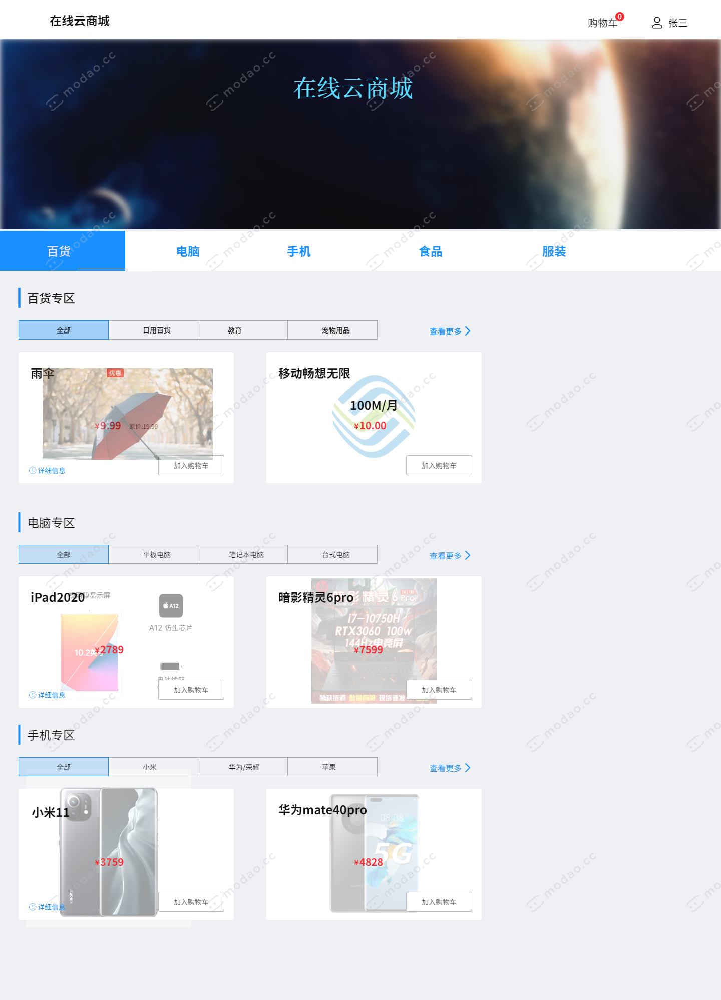 在线云商城
购物车 0 张三
在线云商城
百货 电脑 手机 食品 服装
百货专区
全部 日用百货 教育 宠物用品 查看更多
雨伞 优惠
¥9.99 原价:19.99
详细信息 加入购物车
移动畅想无限
100M/月
¥10.00
加入购物车
电脑专区
全部 平板电脑 笔记本电脑 台式电脑 查看更多
iPad2020 视网膜显示屏
A12
A12 仿生芯片
10.2英寸
¥2789
电池续航
详细信息 加入购物车
暗影精灵6pro
暗影精灵6Pro
i7-10750H
RTX3060 100w
144Hz电竞屏
¥7599
加入购物车
稀缺货源 数量有限 现货速发
手机专区
全部 小米 华为/荣耀 苹果 查看更多
小米11
¥3759
xiaomi
详细信息 加入购物车
华为mate40pro
08:08
5G
¥4828
HUAWEI
加入购物车
modao.cc